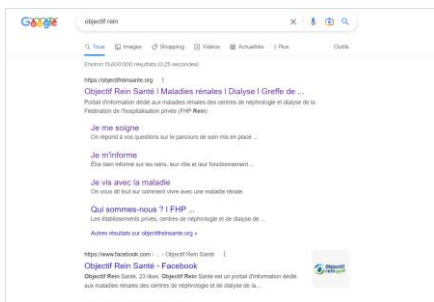 Google
objectif rein
Tous Images Shopping Vidéos Actualités Plus Outils
Environ 15 600 000 résultats (0,25 secondes)
https://objectifreinsante.org
Objectif Rein Santé I Maladies rénales I Dialyse I Greffe de ...
Portail d'information dédié aux maladies rénales des centres de néphrologie et dialyse de la
Fédération de l'hospitalisation privée (FHP Rein)
Je me soigne
On répond à vos questions sur le parcours de soin mis en place ...
Je m'informe
Être bien informé sur les reins, leur rôle et leur fonctionnement ...
Je vis avec la maladie
On vous dit tout sur comment vivre avec une maladie rénale.
Qui sommes-nous ? I FHP ...
Les établissements privés, centres de néphrologie et de dialyse de ...
Autres résultats sur objectifreinsante.org »
https://www.facebook.com › ... › Objectif Rein Santé
Objectif Rein Santé - Facebook
Objectif Rein Santé. 23 likes. Objectif Rein Santé est un portail d'information dédié
aux maladies rénales des centres de néphrologie et de dialyse de la...
Objectif
rein santé